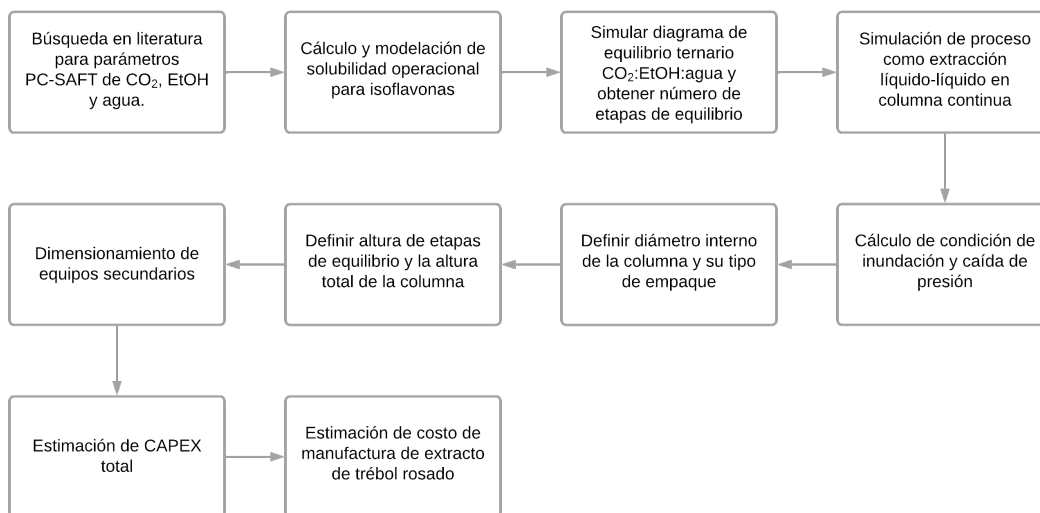 Búsqueda en literatura
para parámetros
PC-SAFT de CO₂, EtOH
y agua.
Cálculo y modelación de
solubilidad operacional
para isoflavonas
Simular diagrama de
equilibrio ternario
CO₂:EtOH:agua y
obtener número de
etapas de equilibrio
Simulación de proceso
como extracción
líquido-líquido en
columna continua
Cálculo de condición de
inundación y caída de
presión
Definir diámetro interno
de la columna y su tipo
de empaque
Definir altura de etapas
de equilibrio y la altura
total de la columna
Dimensionamiento de
equipos secundarios
Estimación de CAPEX
total
Estimación de costo de
manufactura de extracto
de trébol rosado